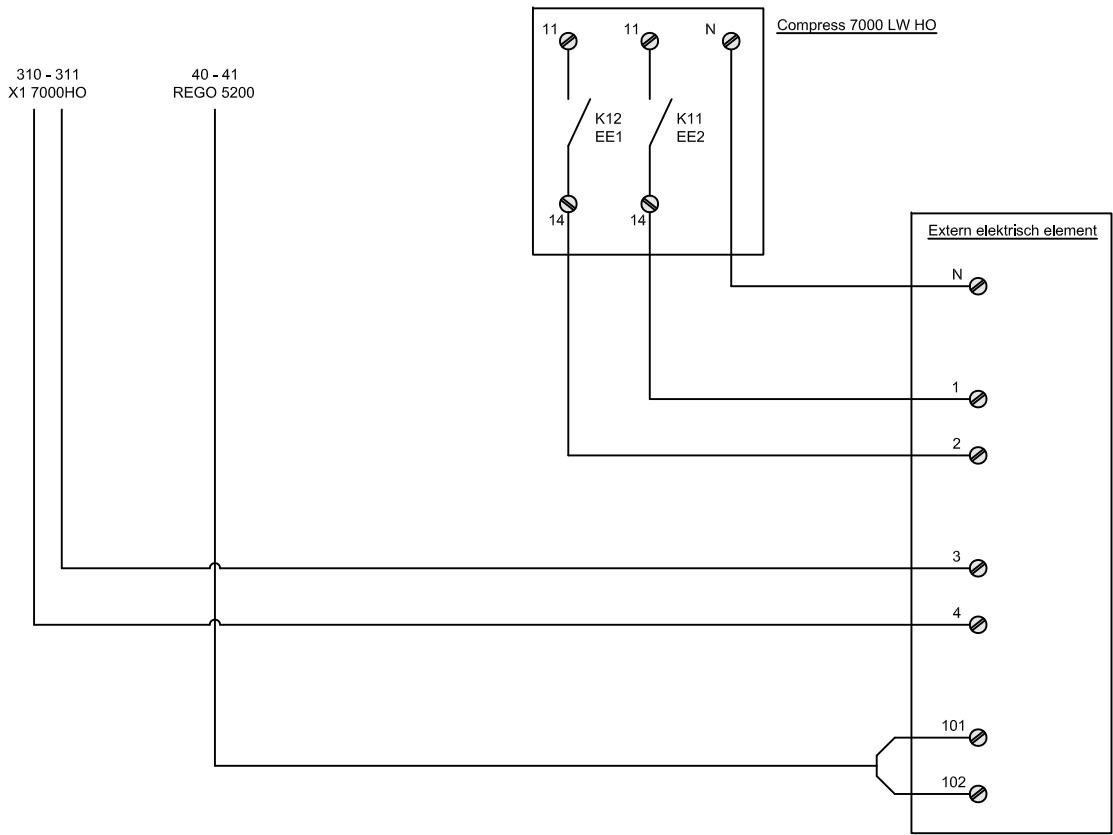 11
11
N
Compress 7000 LW HO
310 - 311
X1 7000HO
40 - 41
REGO 5200
K12
EE1
K11
EE2
14
14
Extern elektrisch element
N
1
2
3
4
101
102